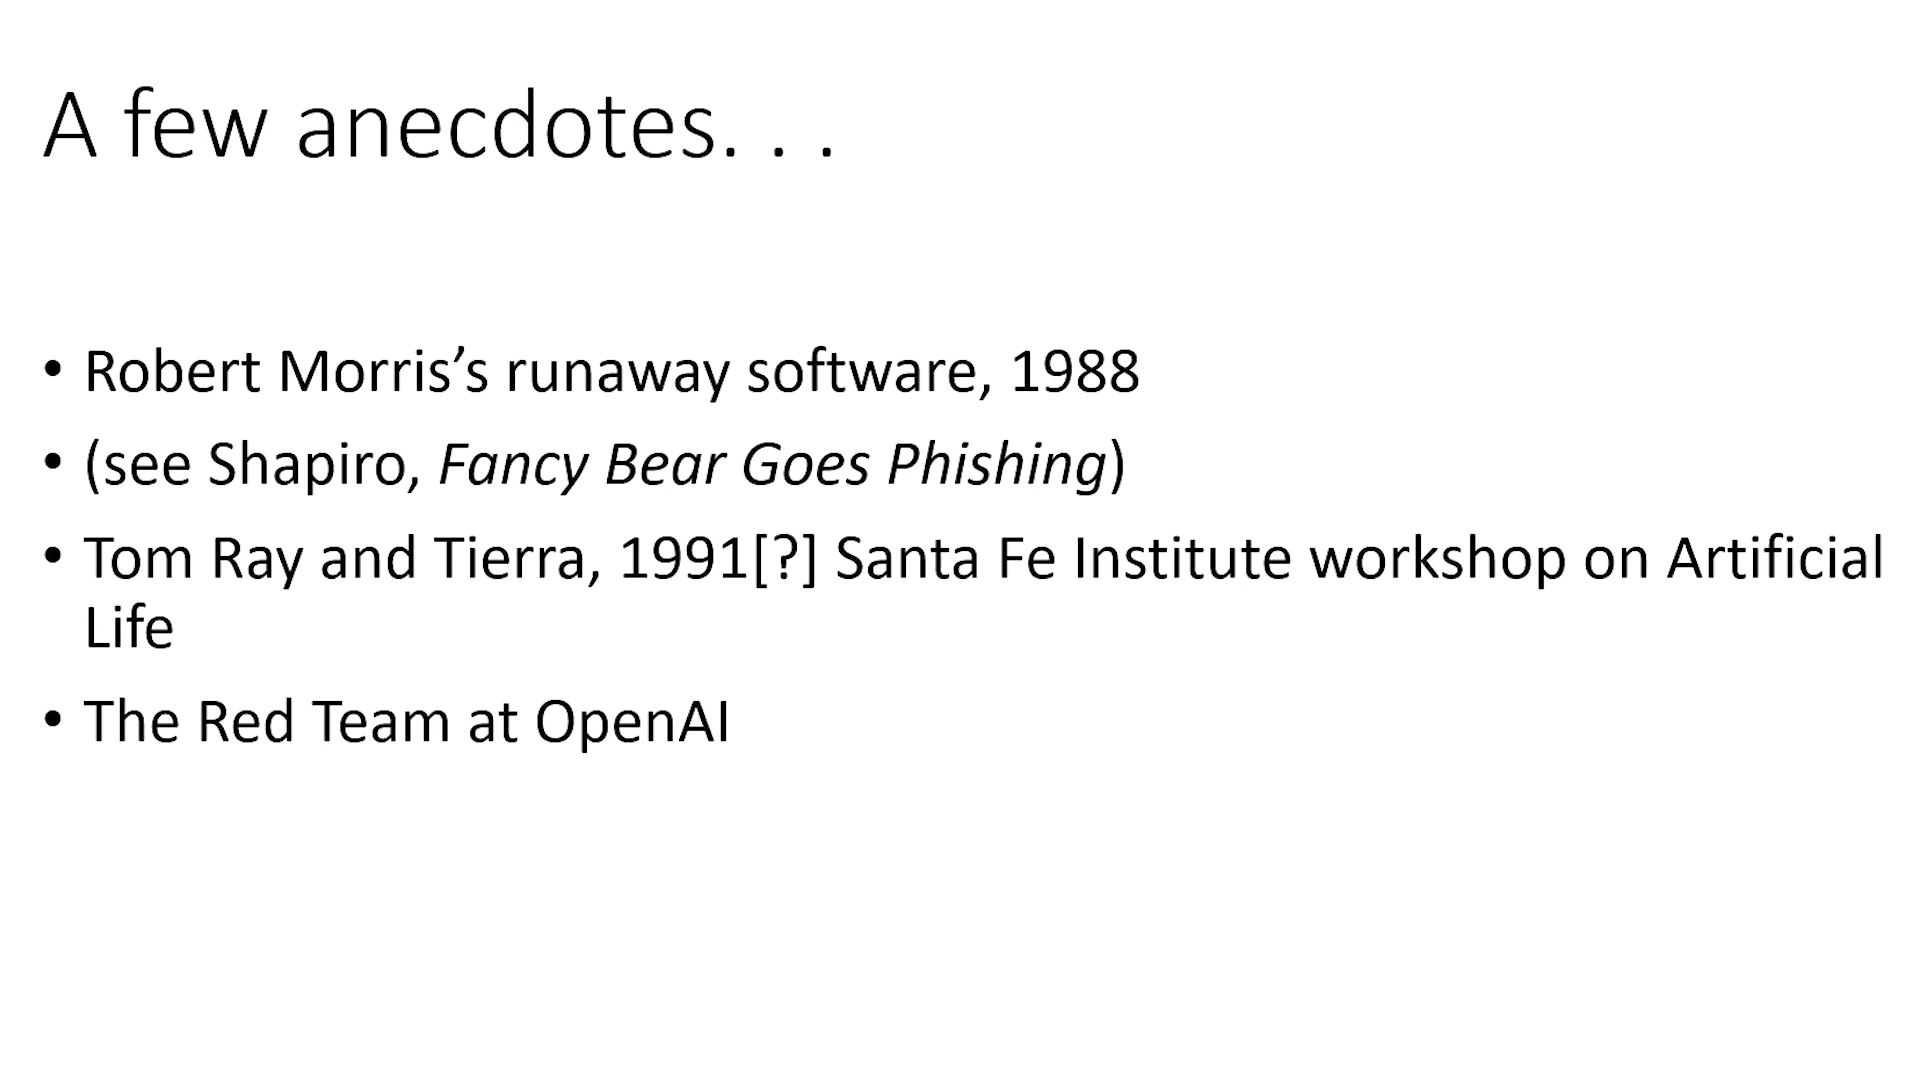 A few anecdotes. . .
• Robert Morris’s runaway software, 1988
• (see Shapiro, Fancy Bear Goes Phishing)
• Tom Ray and Tierra, 1991[?] Santa Fe Institute workshop on Artificial
Life
• The Red Team at OpenAI